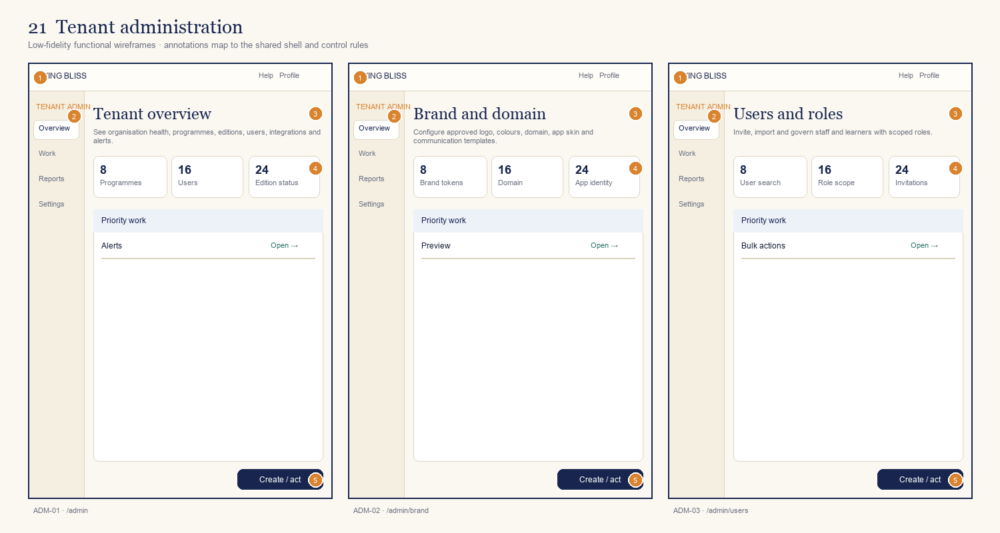 21 Tenant administration
Low-fidelity functional wireframes · annotations map to the shared shell and control rules
1 ING BLISS Help Profile
TENANT ADMIN
2
Overview
Work
Reports
Settings
Tenant overview 3
See organisation health, programmes, editions, users, integrations and
alerts.
8
Programmes
16
Users
24 4
Edition status
Priority work
Alerts Open →
Create / act 5
ADM-01 · /admin
1 ING BLISS Help Profile
TENANT ADMIN
2
Overview
Work
Reports
Settings
Brand and domain 3
Configure approved logo, colours, domain, app skin and
communication templates.
8
Brand tokens
16
Domain
24 4
App identity
Priority work
Preview Open →
Create / act 5
ADM-02 · /admin/brand
1 ING BLISS Help Profile
TENANT ADMIN
2
Overview
Work
Reports
Settings
Users and roles 3
Invite, import and govern staff and learners with scoped roles.
8
User search
16
Role scope
24 4
Invitations
Priority work
Bulk actions Open →
Create / act 5
ADM-03 · /admin/users